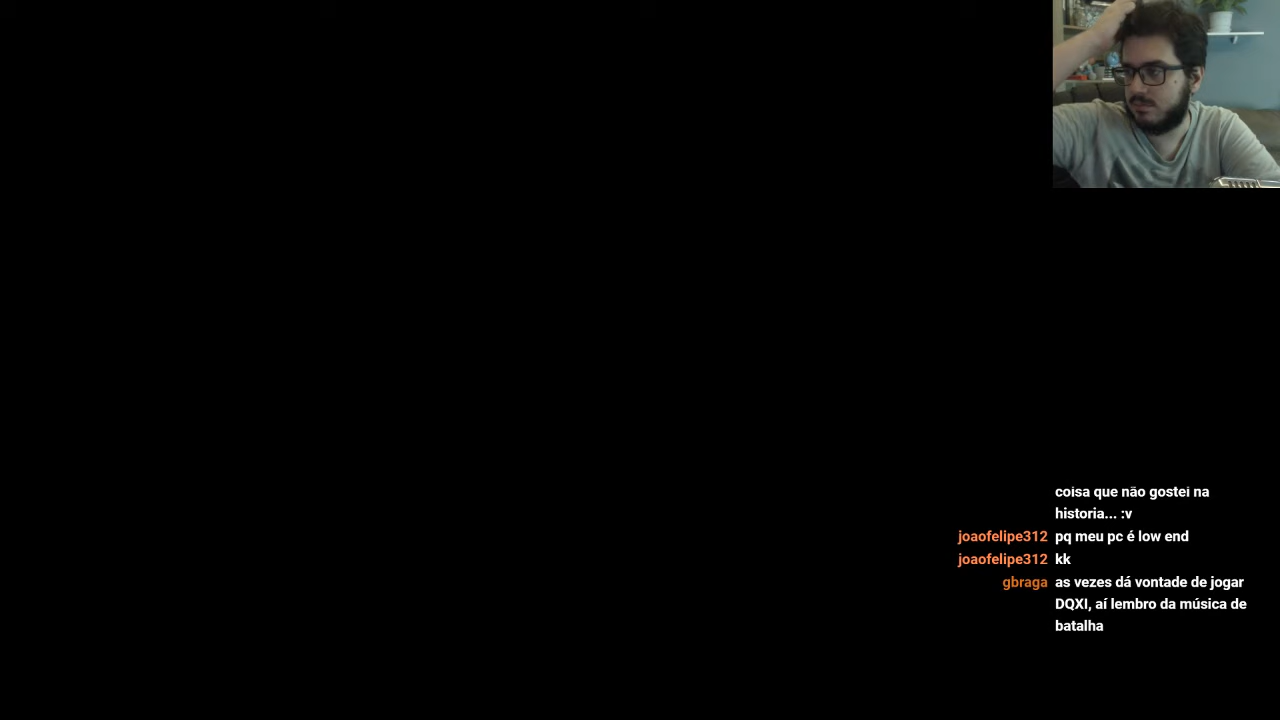 coisa que não gostei na
historia... :v
joaofelipe312 pq meu pc é low end
joaofelipe312 kk
gbraga as vezes dá vontade de jogar
DQXI, aí lembro da música de
batalha